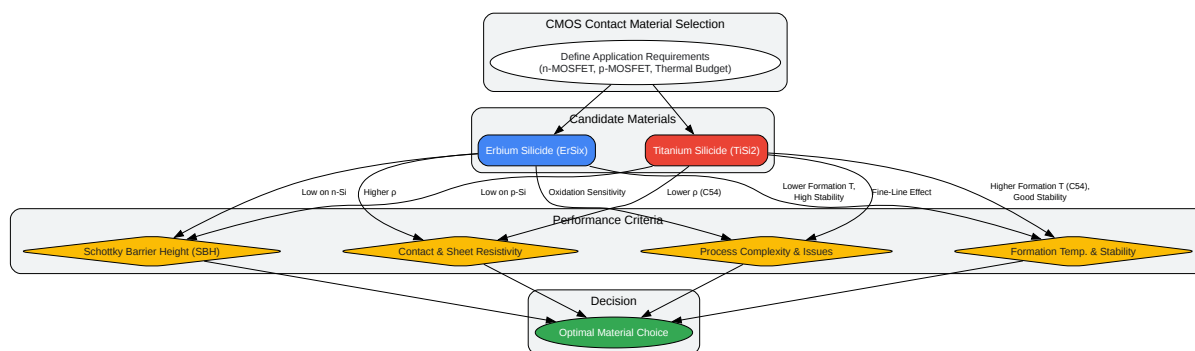 CMOS Contact Material Selection
Define Application Requirements
(n-MOSFET, p-MOSFET, Thermal Budget)
Candidate Materials
Erbium Silicide (ErSix)
Titanium Silicide (TiSi2)
Low on n-Si
Higher ρ
Low on p-Si
Oxidation Sensitivity
Lower ρ (C54)
Lower Formation T,
High Stability
Fine-Line Effect
Higher Formation T (C54),
Good Stability
Performance Criteria
Schottky Barrier Height (SBH)
Contact & Sheet Resistivity
Process Complexity & Issues
Formation Temp. & Stability
Decision
Optimal Material Choice